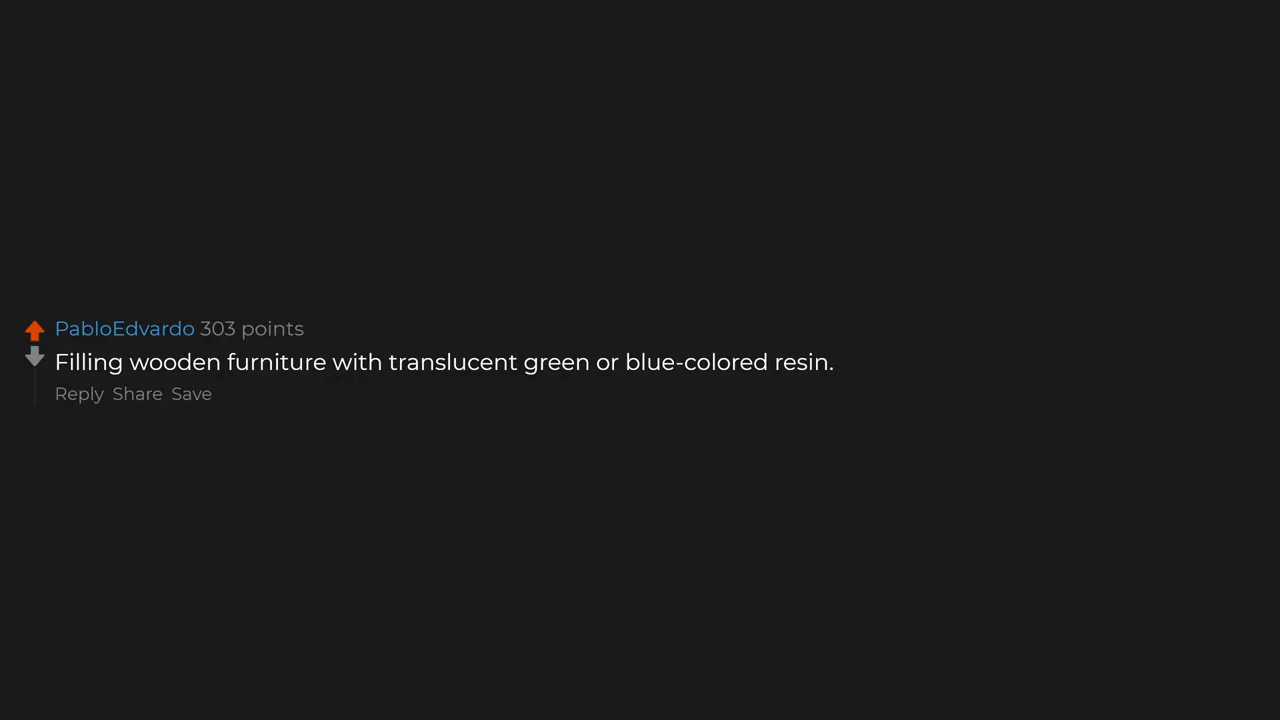 PabloEdvardo 303 points
Filling wooden furniture with translucent green or blue-colored resin.
Reply Share Save